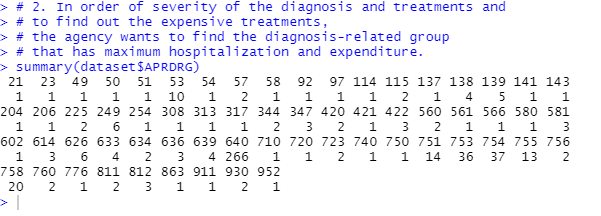 > # 2. In order of severity of the diagnosis and treatments and
> # to find out the expensive treatments,
> # the agency wants to find the diagnosis-related group
> # that has maximum hospitalization and expenditure.
> summary(dataset$APRDRG)
21 23 49 50 51 53 54 57 58 92 97 114 115 137 138 139 141 143
1 1 1 1 1 10 1 2 1 1 1 1 2 1 4 5 1 1
204 206 225 249 254 308 313 317 344 347 420 421 422 560 561 566 580 581
1 1 2 6 1 1 1 1 2 3 2 1 3 2 1 1 1 3
602 614 626 633 634 636 639 640 710 720 723 740 750 751 753 754 755 756
1 3 6 4 2 3 4 266 1 1 2 1 1 14 36 37 13 2
758 760 776 811 812 863 911 930 952
20 2 1 2 3 1 1 2 1
>